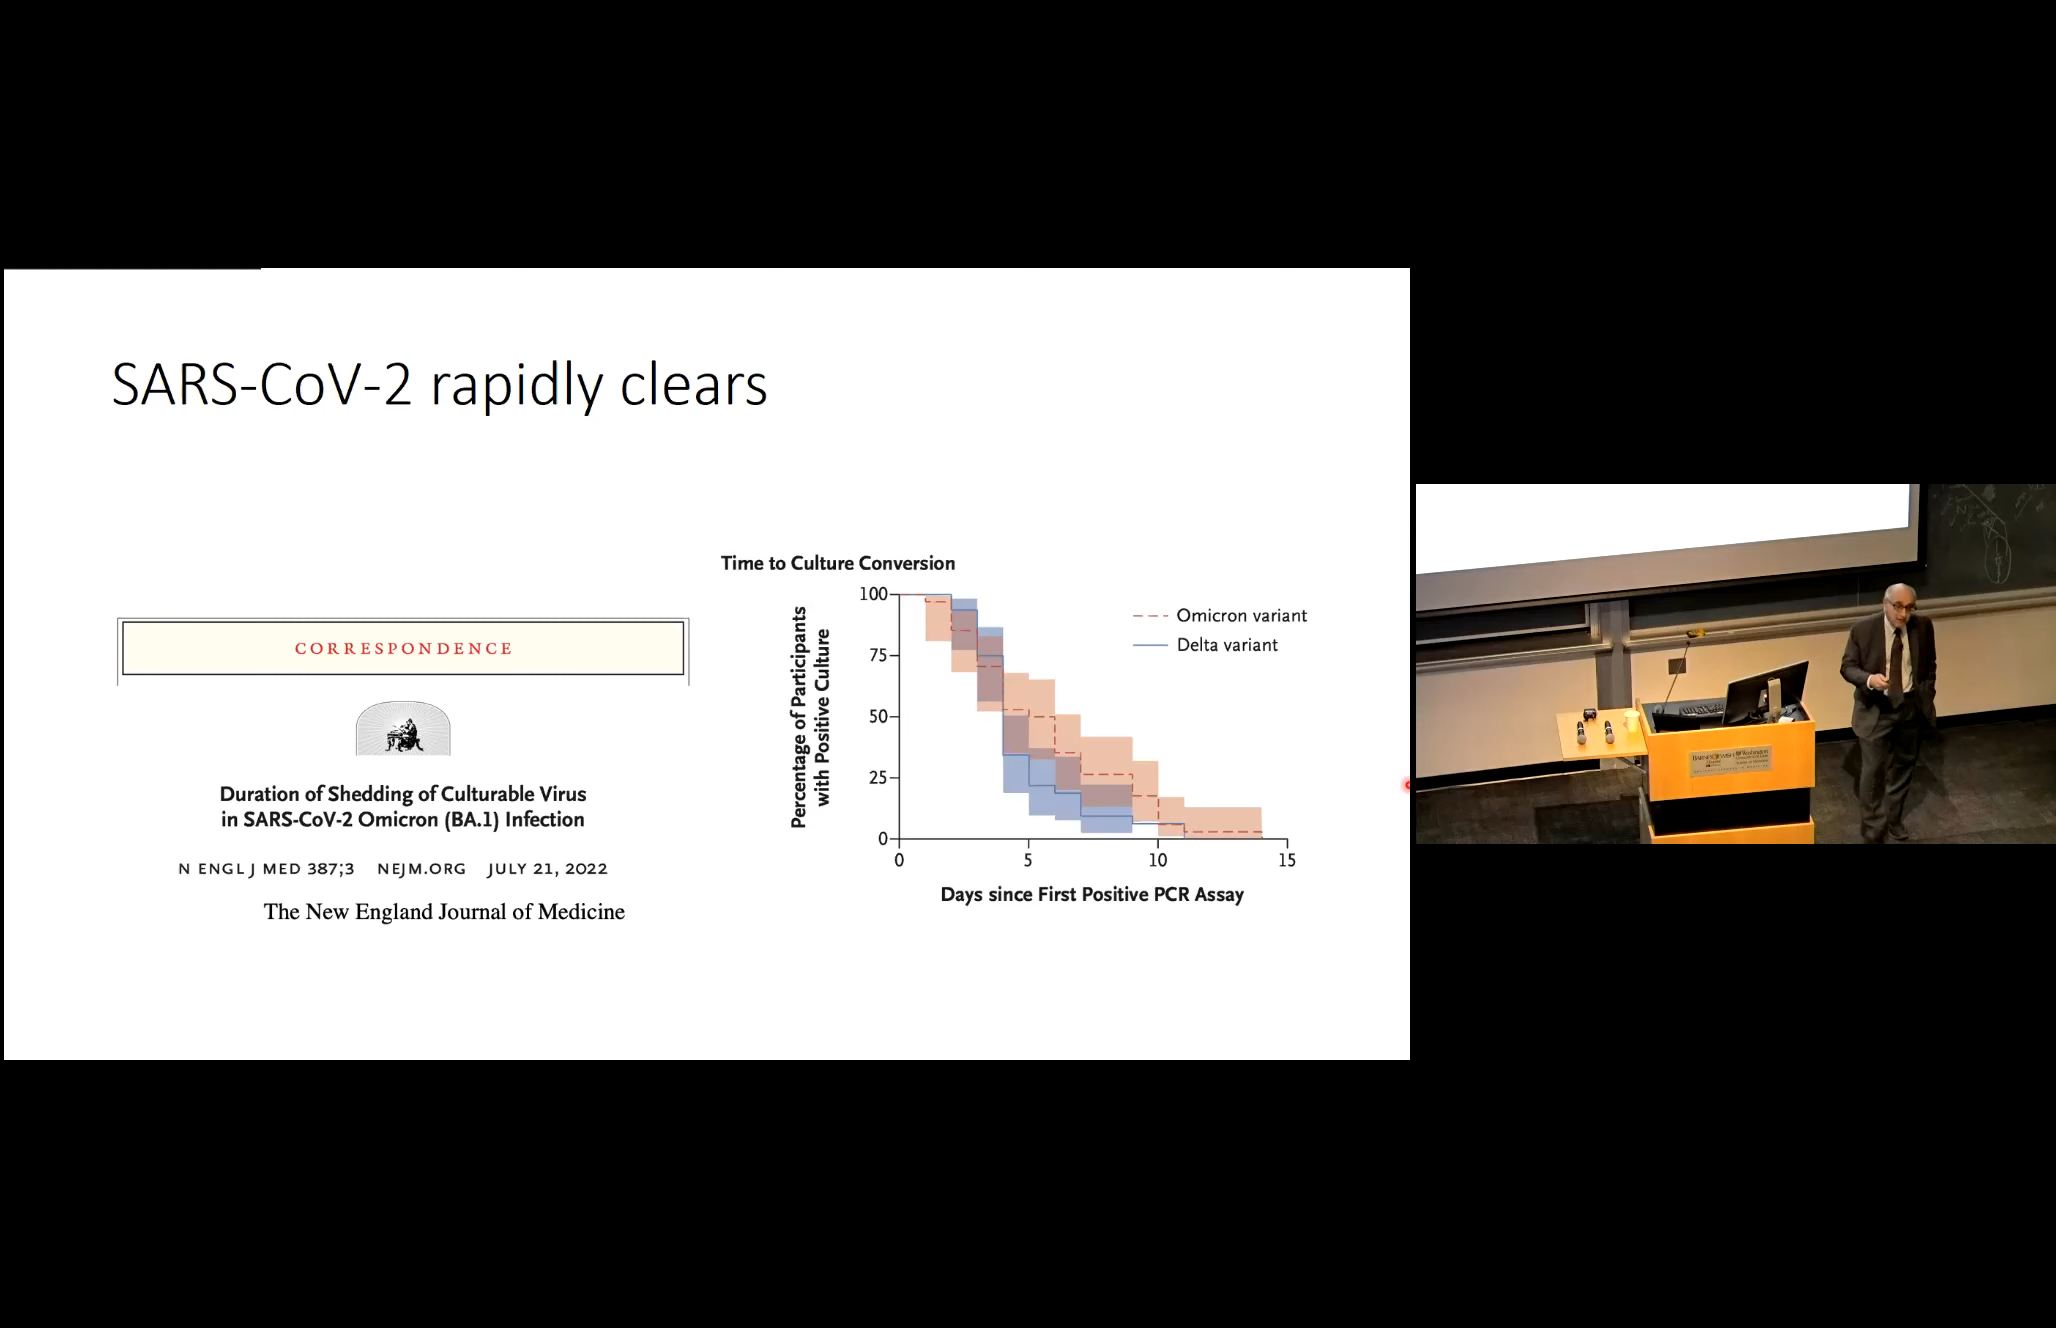 SARS-CoV-2 rapidly clears
CORRESPONDENCE
Duration of Shedding of Culturable Virus
in SARS-CoV-2 Omicron (BA.1) Infection
N ENGL J MED 387;3 NEJM.ORG JULY 21, 2022
The New England Journal of Medicine
Time to Culture Conversion
Percentage of Participants
with Positive Culture
100
75
50
25
0
Omicron variant
Delta variant
0 5 10 15
Days since First Positive PCR Assay